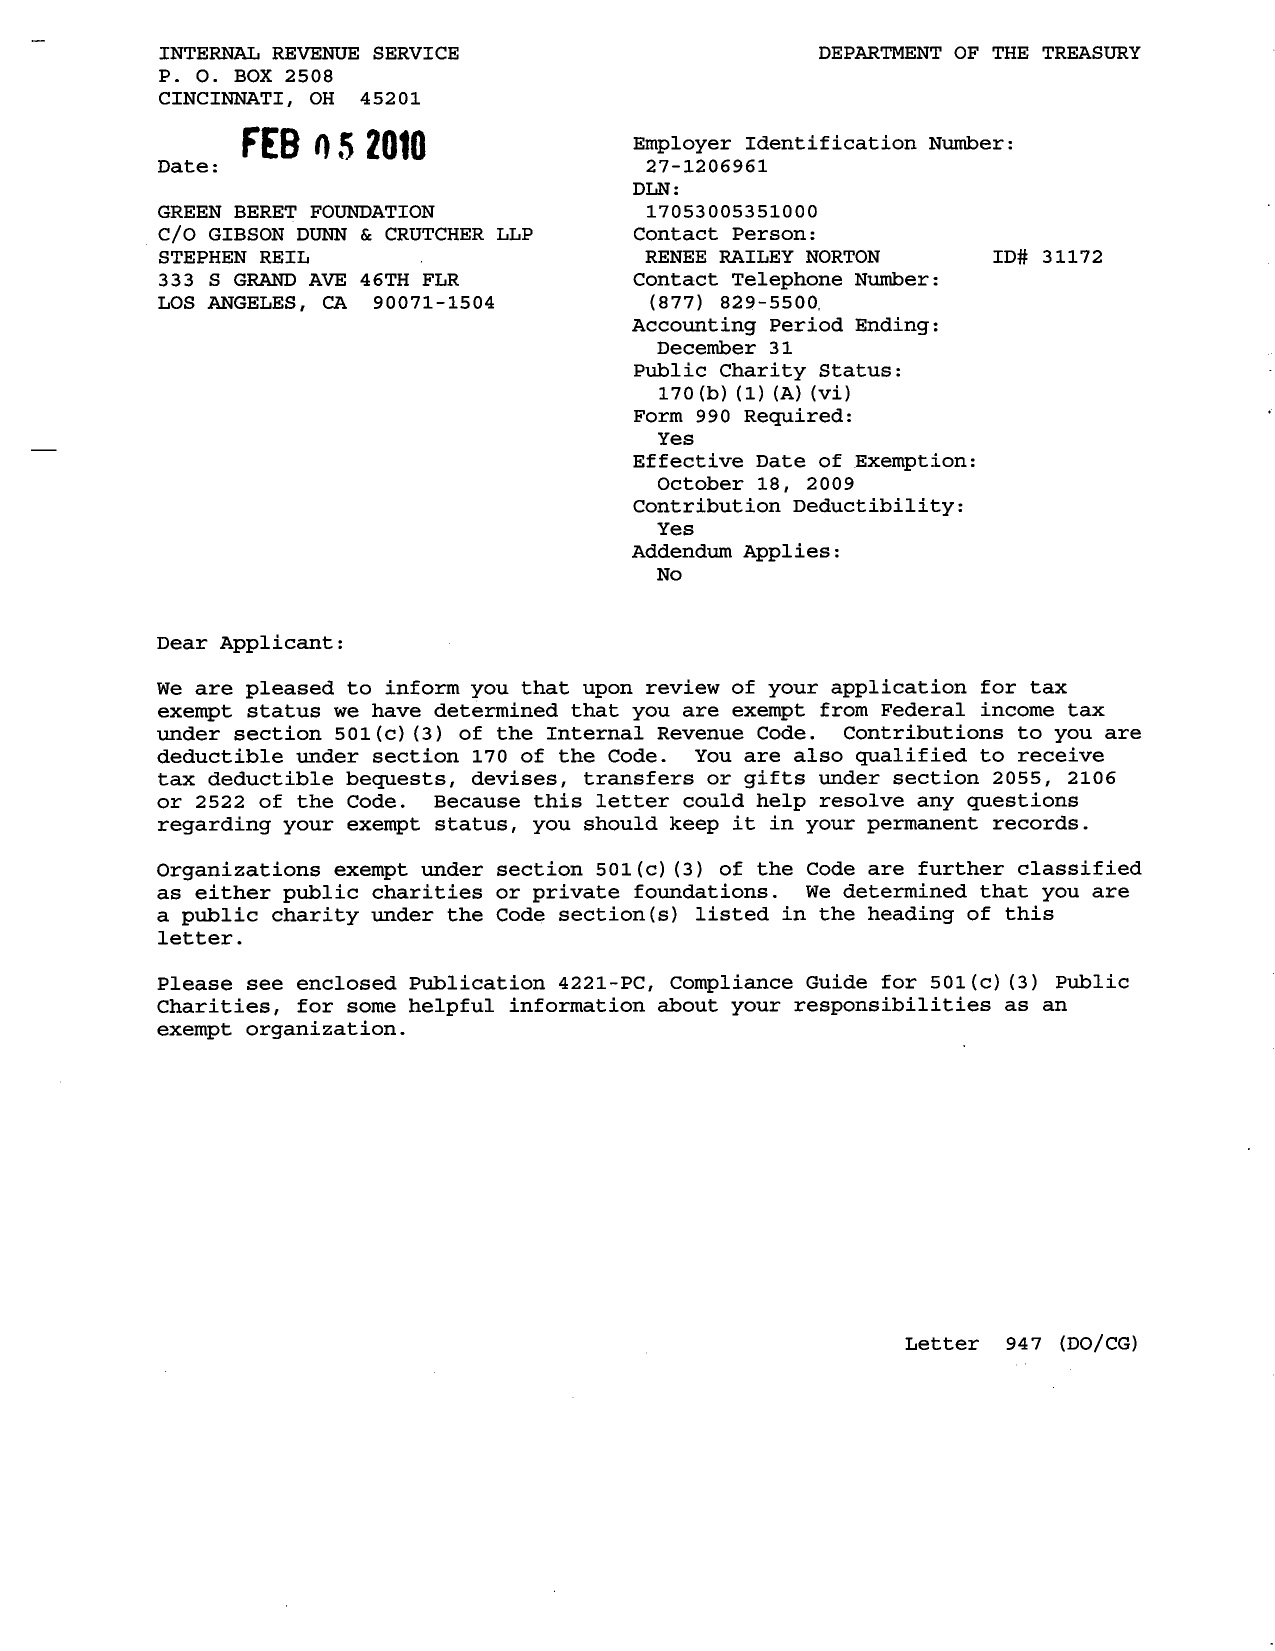 INTERNAL REVENUE SERVICE
P. O. BOX 2508
CINCINNATI, OH 45201
DEPARTMENT OF THE TREASURY
Date: FEB 05 2010
GREEN BERET FOUNDATION
C/O GIBSON DUNN & CRUTCHER LLP
STEPHEN REIL
333 S GRAND AVE 46TH FLR
LOS ANGELES, CA 90071-1504
Employer Identification Number:
27-1206961
DLN:
17053005351000
Contact Person:
RENEE RAILEY NORTON ID# 31172
Contact Telephone Number:
(877) 829-5500
Accounting Period Ending:
December 31
Public Charity Status:
170(b)(1)(A)(vi)
Form 990 Required:
Yes
Effective Date of Exemption:
October 18, 2009
Contribution Deductibility:
Yes
Addendum Applies:
No
Dear Applicant:
We are pleased to inform you that upon review of your application for tax
exempt status we have determined that you are exempt from Federal income tax
under section 501(c)(3) of the Internal Revenue Code. Contributions to you are
deductible under section 170 of the Code. You are also qualified to receive
tax deductible bequests, devises, transfers or gifts under section 2055, 2106
or 2522 of the Code. Because this letter could help resolve any questions
regarding your exempt status, you should keep it in your permanent records.
Organizations exempt under section 501(c)(3) of the Code are further classified
as either public charities or private foundations. We determined that you are
a public charity under the Code section(s) listed in the heading of this
letter.
Please see enclosed Publication 4221-PC, Compliance Guide for 501(c)(3) Public
Charities, for some helpful information about your responsibilities as an
exempt organization.
Letter 947 (DO/CG)